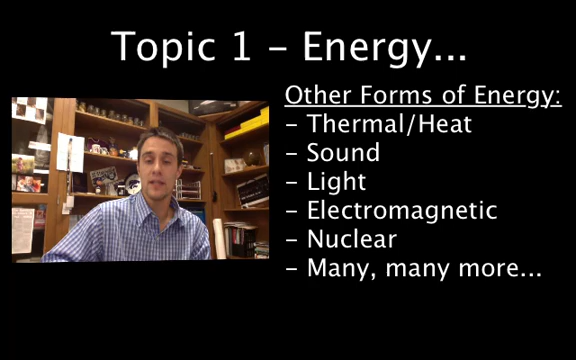 Topic 1 - Energy...
Other Forms of Energy:
- Thermal/Heat
- Sound
- Light
- Electromagnetic
- Nuclear
- Many, many more...